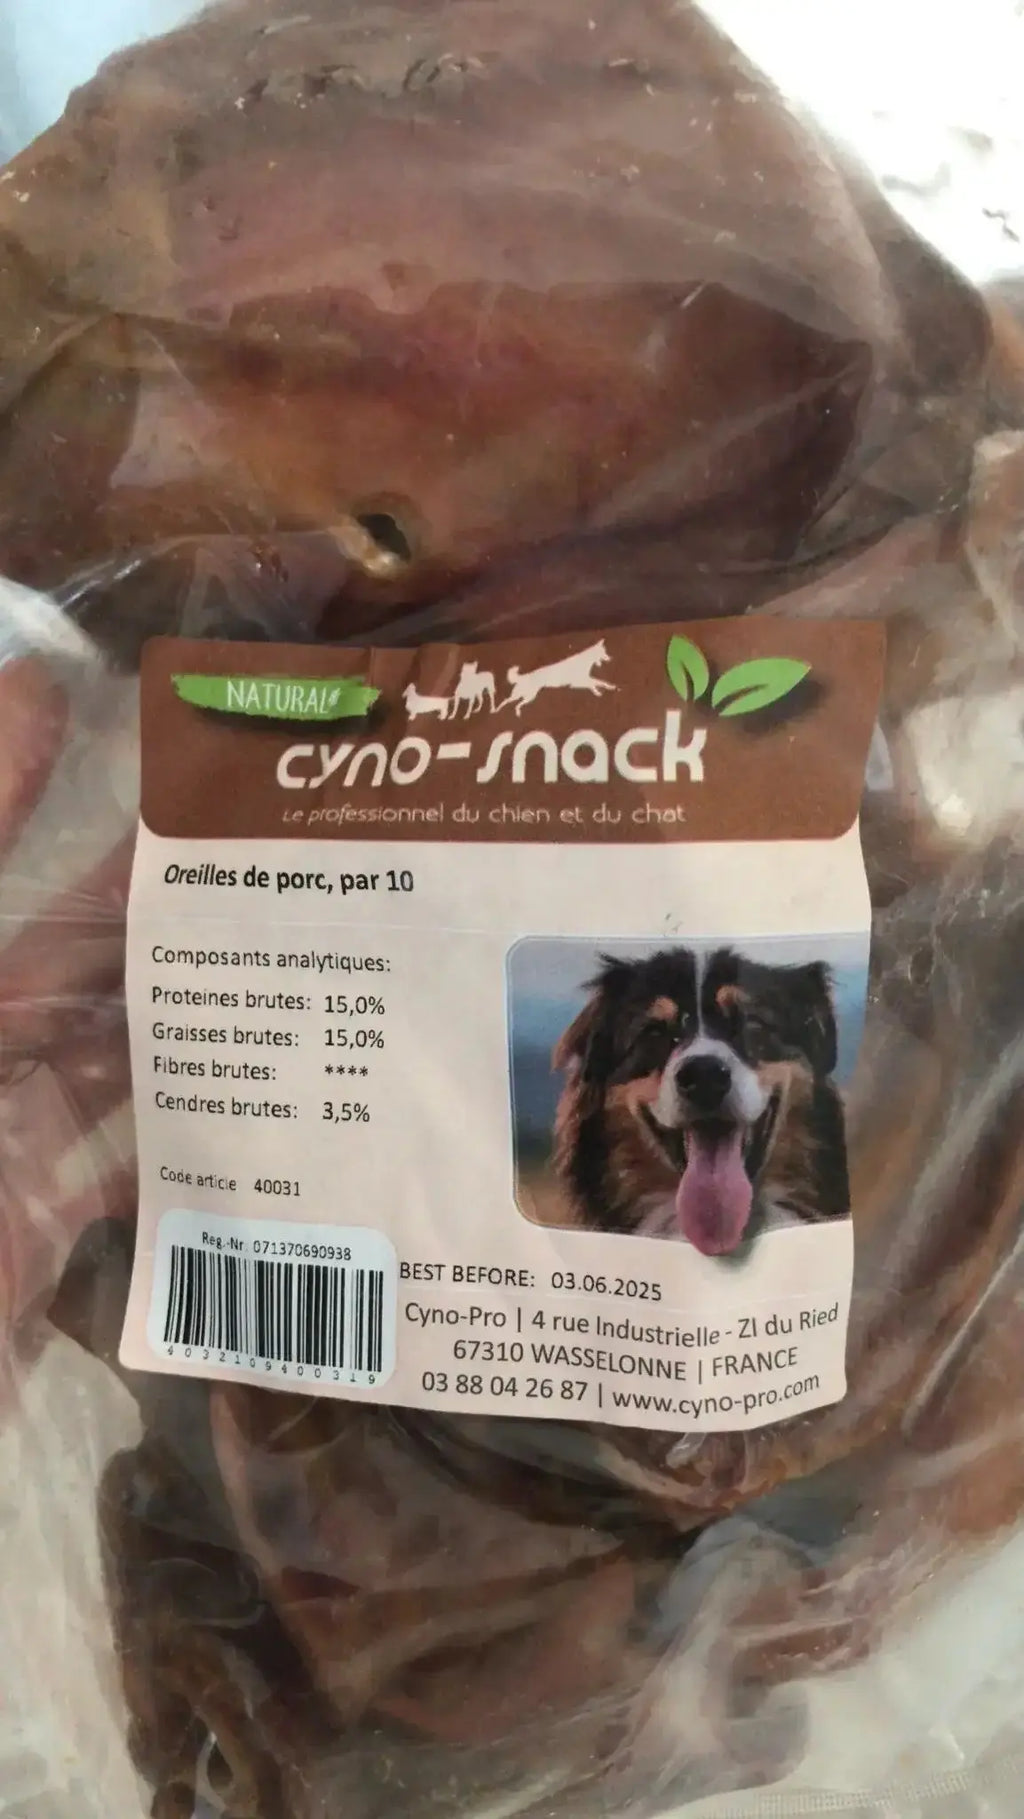 NATURAL
cyno-snack
Le professionnel du chien et du chat
Oreilles de porc, par 10
Composants analytiques:
Proteines brutes: 15,0%
Graisses brutes: 15,0%
Fibres brutes: ****
Cendres brutes: 3,5%
Code article 40031
Reg.-Nr. 071370690938
4032109400319
BEST BEFORE: 03.06.2025
Cyno-Pro | 4 rue Industrielle - ZI du Ried
67310 WASSELONNE | FRANCE
03 88 04 26 87 | www.cyno-pro.com